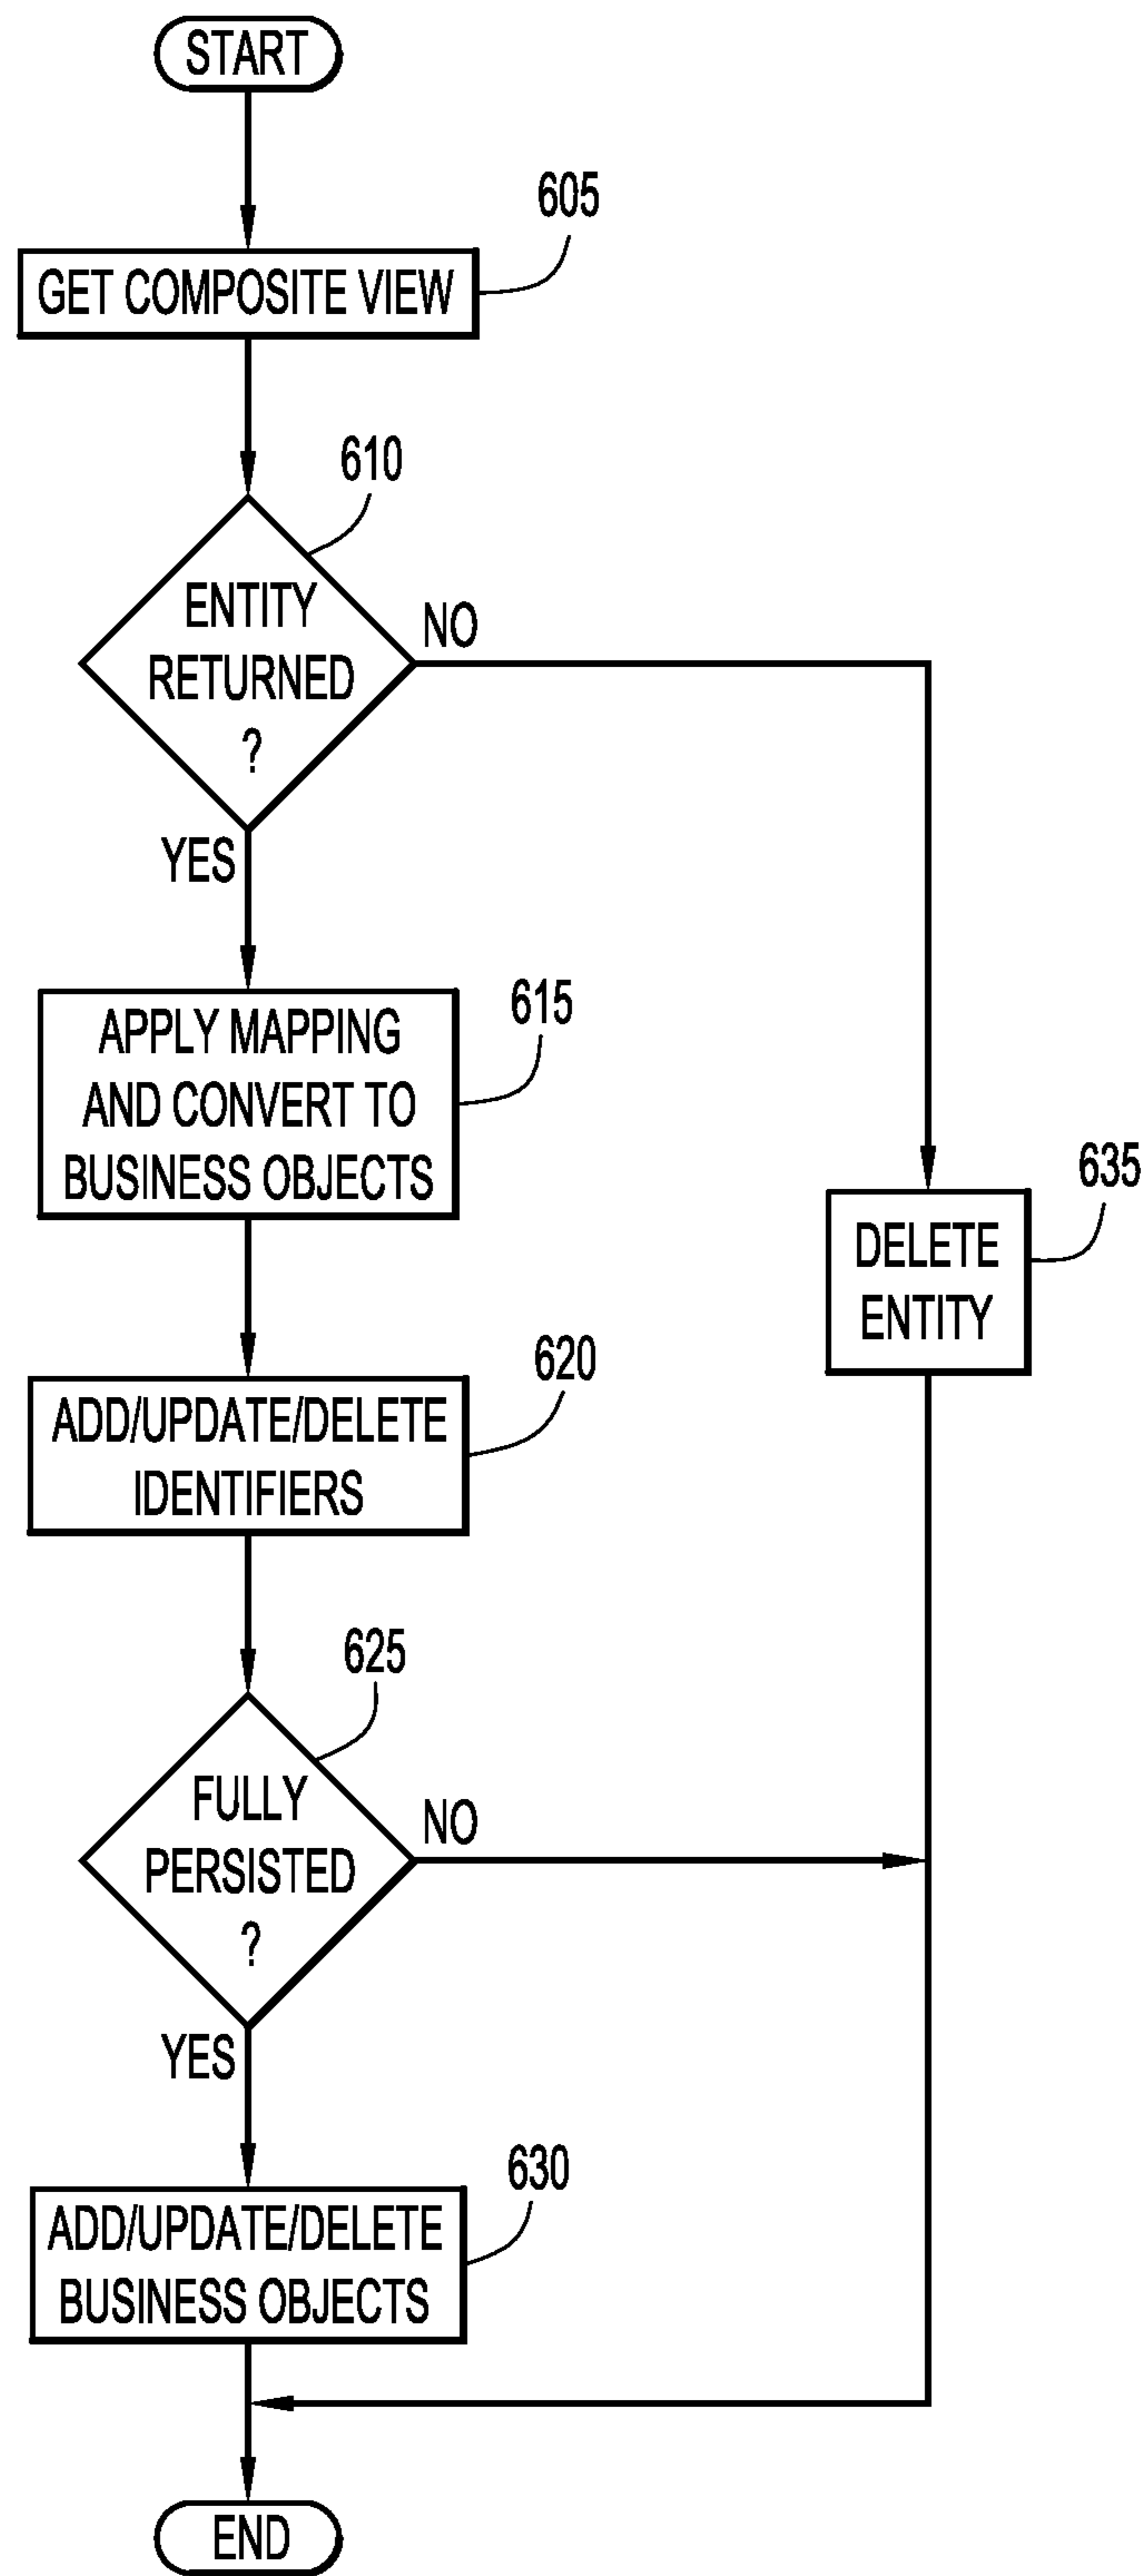 START
605
GET COMPOSITE VIEW
610
ENTITY
RETURNED
?
NO
YES
615
APPLY MAPPING
AND CONVERT TO
BUSINESS OBJECTS
635
DELETE
ENTITY
620
ADD/UPDATE/DELETE
IDENTIFIERS
625
FULLY
PERSISTED
?
NO
YES
630
ADD/UPDATE/DELETE
BUSINESS OBJECTS
END